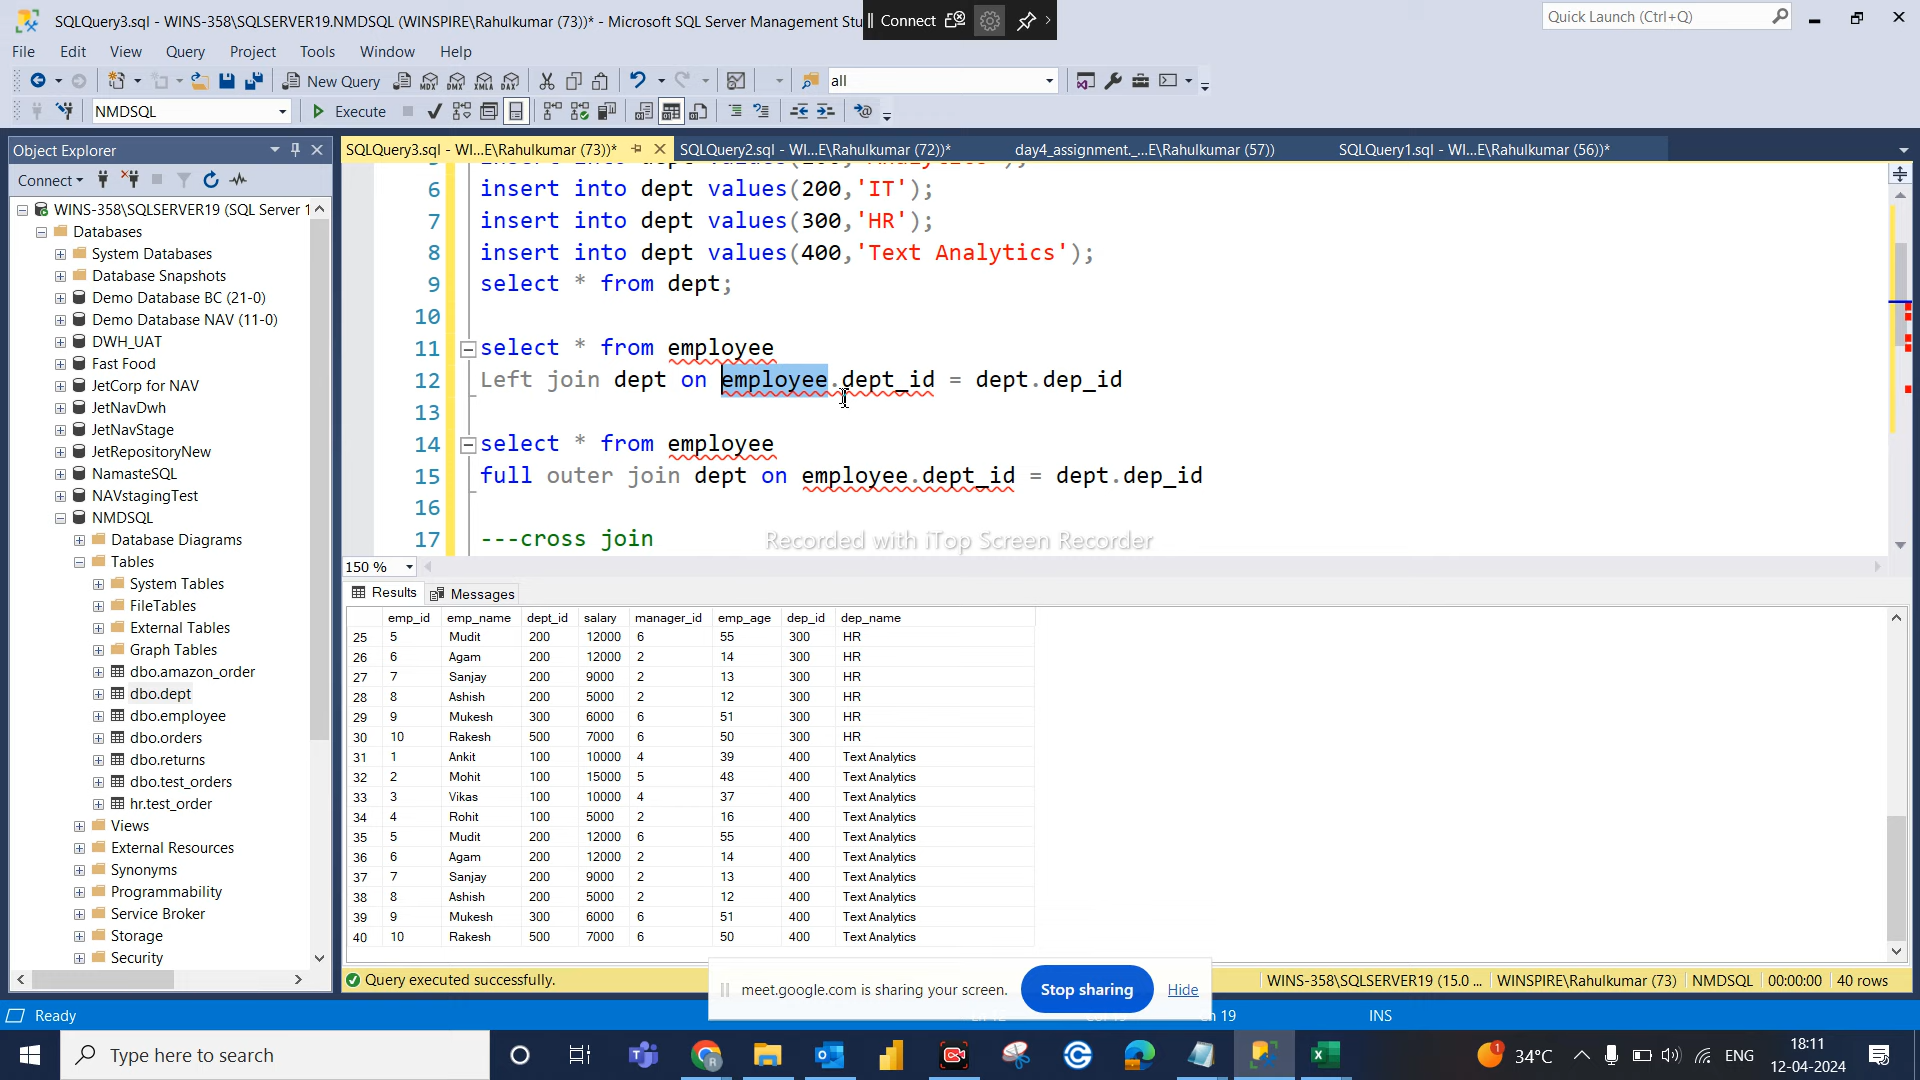 SQLQuery3.sql - WINS-358\SQLSERVER19.NMDSQL (WINSPIRE\Rahulkumar (73))* - Microsoft SQL Server Management Stu
Connect
Quick Launch (Ctrl+Q)
File Edit View Query Project Tools Window Help
New Query
MDX DMX XMLA DAX
all
NMDSQL
Execute
Object Explorer
SQLQuery3.sql - WI...E\Rahulkumar (73))*
SQLQuery2.sql - WI...E\Rahulkumar (72))*
day4_assignment._...E\Rahulkumar (57))
SQLQuery1.sql - WI...E\Rahulkumar (56))*
Connect
WINS-358\SQLSERVER19 (SQL Server 1
Databases
System Databases
Database Snapshots
Demo Database BC (21-0)
Demo Database NAV (11-0)
DWH_UAT
Fast Food
JetCorp for NAV
JetNavDwh
JetNavStage
JetRepositoryNew
NamasteSQL
NAVstagingTest
NMDSQL
Database Diagrams
Tables
System Tables
FileTables
External Tables
Graph Tables
dbo.amazon_order
dbo.dept
dbo.employee
dbo.orders
dbo.returns
dbo.test_orders
hr.test_order
Views
External Resources
Synonyms
Programmability
Service Broker
Storage
Security
6 insert into dept values(200,'IT');
7 insert into dept values(300,'HR');
8 insert into dept values(400,'Text Analytics');
9 select * from dept;
10
11 select * from employee
12 Left join dept on employee.dept_id = dept.dep_id
13
14 select * from employee
15 full outer join dept on employee.dept_id = dept.dep_id
16
17 ---cross join
Recorded with iTop Screen Recorder
150 %
Results Messages
emp_id emp_name dept_id salary manager_id emp_age dep_id dep_name
25 5 Mudit 200 12000 6 55 300 HR
26 6 Agam 200 12000 2 14 300 HR
27 7 Sanjay 200 9000 2 13 300 HR
28 8 Ashish 200 5000 2 12 300 HR
29 9 Mukesh 300 6000 6 51 300 HR
30 10 Rakesh 500 7000 6 50 300 HR
31 1 Ankit 100 10000 4 39 400 Text Analytics
32 2 Mohit 100 15000 5 48 400 Text Analytics
33 3 Vikas 100 10000 4 37 400 Text Analytics
34 4 Rohit 100 5000 2 16 400 Text Analytics
35 5 Mudit 200 12000 6 55 400 Text Analytics
36 6 Agam 200 12000 2 14 400 Text Analytics
37 7 Sanjay 200 9000 2 13 400 Text Analytics
38 8 Ashish 200 5000 2 12 400 Text Analytics
39 9 Mukesh 300 6000 6 51 400 Text Analytics
40 10 Rakesh 500 7000 6 50 400 Text Analytics
Query executed successfully.
WINS-358\SQLSERVER19 (15.0 ... WINSPIRE\Rahulkumar (73) NMDSQL 00:00:00 40 rows
meet.google.com is sharing your screen. Stop sharing Hide
Ready
INS
Type here to search
34°C
ENG
18:11
12-04-2024